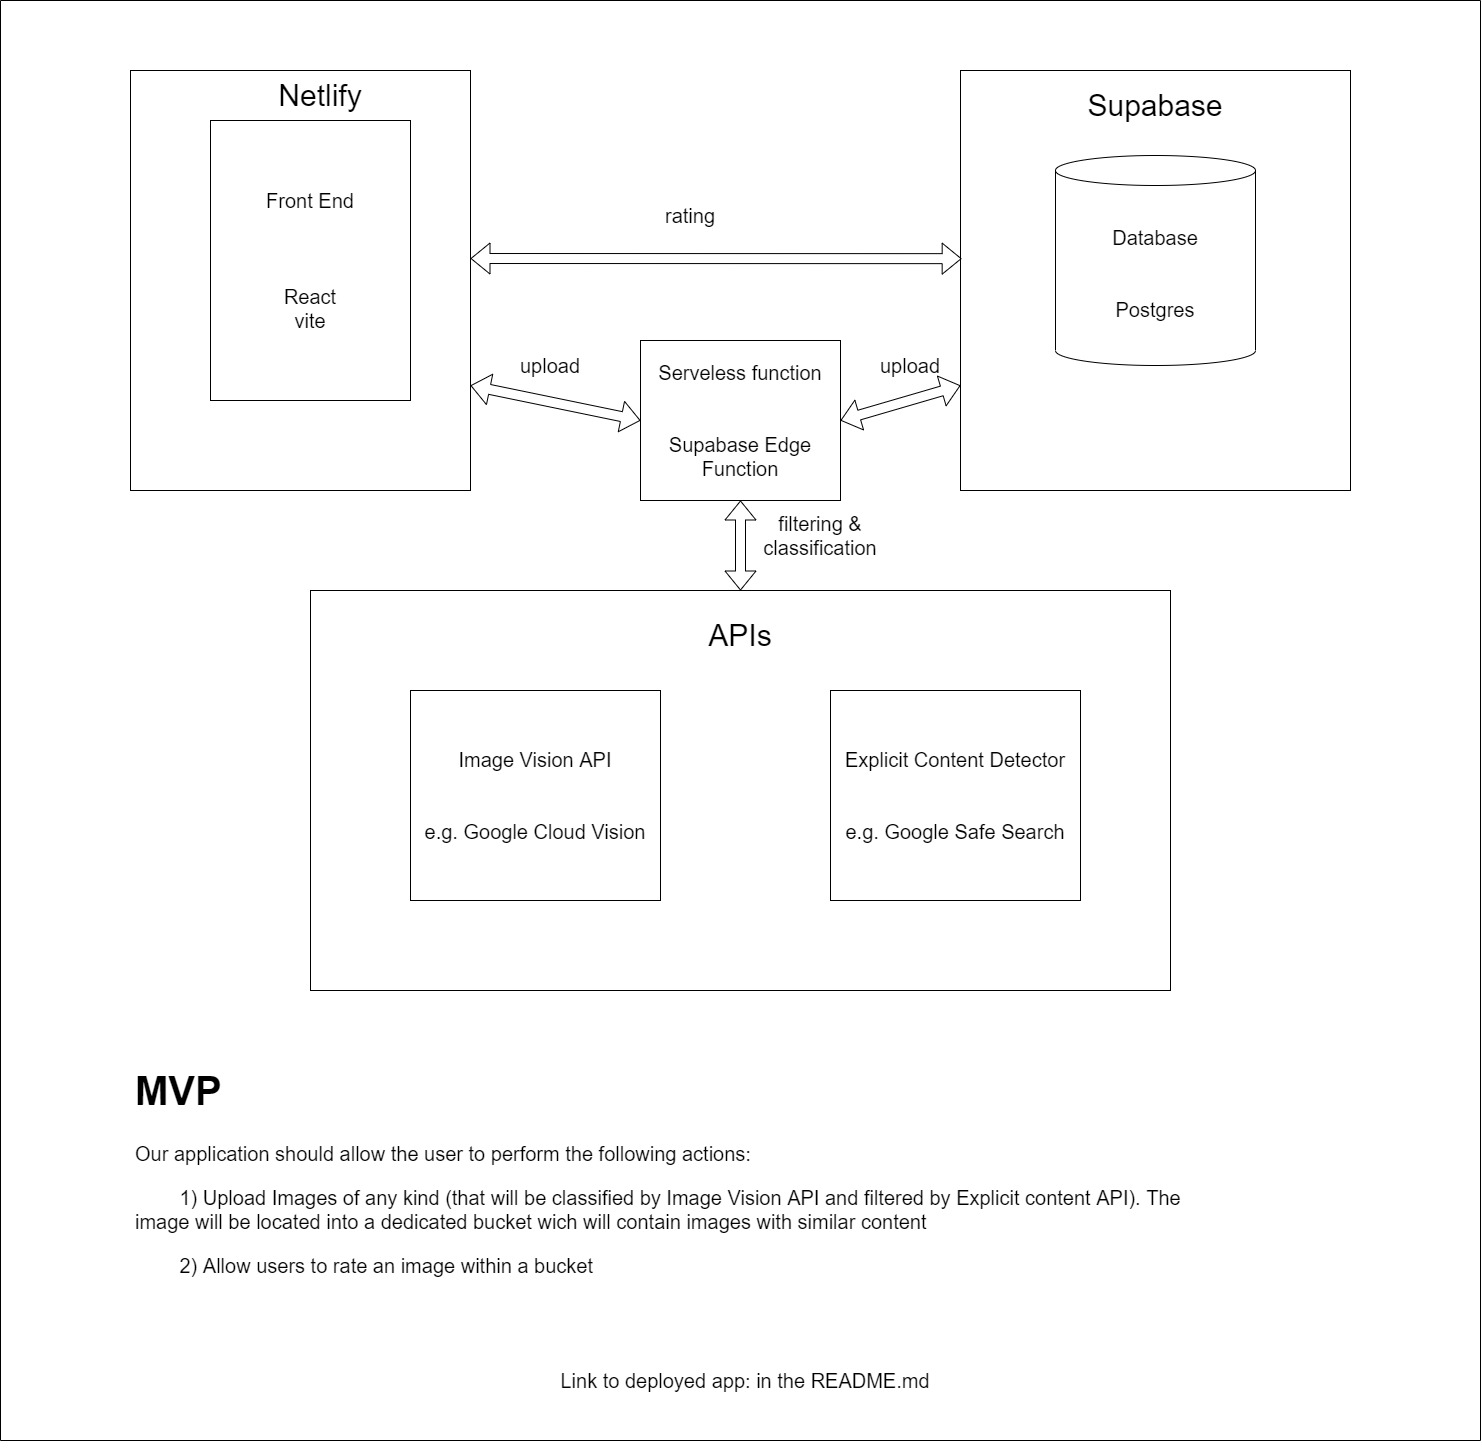 Netlify
Front End
React
vite
rating
Supabase
Database
Postgres
upload
Serveless function
Supabase Edge
Function
upload
filtering &
classification
APIs
Image Vision API
e.g. Google Cloud Vision
Explicit Content Detector
e.g. Google Safe Search
MVP
Our application should allow the user to perform the following actions:
1) Upload Images of any kind (that will be classified by Image Vision API and filtered by Explicit content API). The
image will be located into a dedicated bucket wich will contain images with similar content
2) Allow users to rate an image within a bucket
Link to deployed app: in the README.md